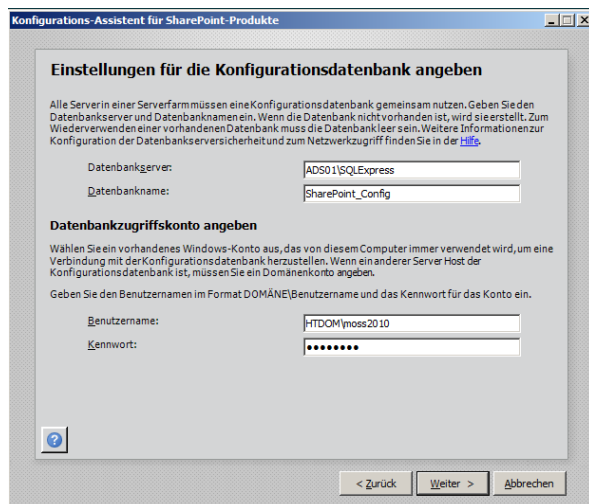 Konfigurations-Assistent für SharePoint-Produkte
Einstellungen für die Konfigurationsdatenbank angeben
Alle Server in einer Serverfarm müssen eine Konfigurationsdatenbank gemeinsam nutzen. Geben Sie den
Datenbankserver und Datenbanknamen ein. Wenn die Datenbank nicht vorhanden ist, wird sie erstellt. Zum
Wiederverwenden einer vorhandenen Datenbank muss die Datenbank leer sein. Weitere Informationen zur
Konfiguration der Datenbankserversicherheit und zum Netzwerkzugriff finden Sie in der Hilfe.
Datenbankserver: ADS01\SQLExpress
Datenbankname: SharePoint_Config
Datenbankzugriffskonto angeben
Wählen Sie ein vorhandenes Windows-Konto aus, das von diesem Computer immer verwendet wird, um eine
Verbindung mit der Konfigurationsdatenbank herzustellen. Wenn ein anderer Server Host der
Konfigurationsdatenbank ist, müssen Sie ein Domänenkonto angeben.
Geben Sie den Benutzernamen im Format DOMÄNE\Benutzername und das Kennwort für das Konto ein.
Benutzername: HTDOM\moss2010
Kennwort: ●●●●●●●●
?
< Zurück Weiter > Abbrechen